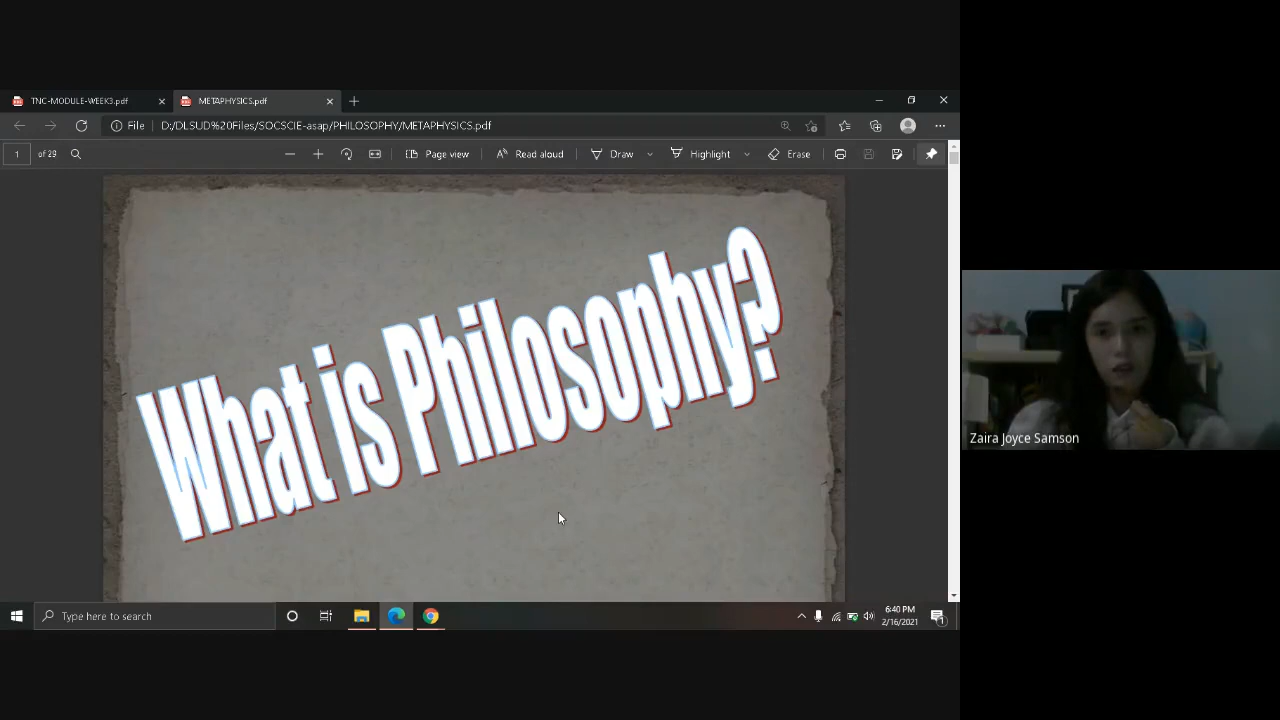 TNC-MODULE-WEEK3.pdf
METAPHYSICS.pdf
File
D:/DLSUD%20Files/SOCSCIE-asap/PHILOSOPHY/METAPHYSICS.pdf
1 of 29
Page view
Read aloud
Draw
Highlight
Erase
What is Philosophy?
Zaira Joyce Samson
Type here to search
6:40 PM
2/16/2021
1